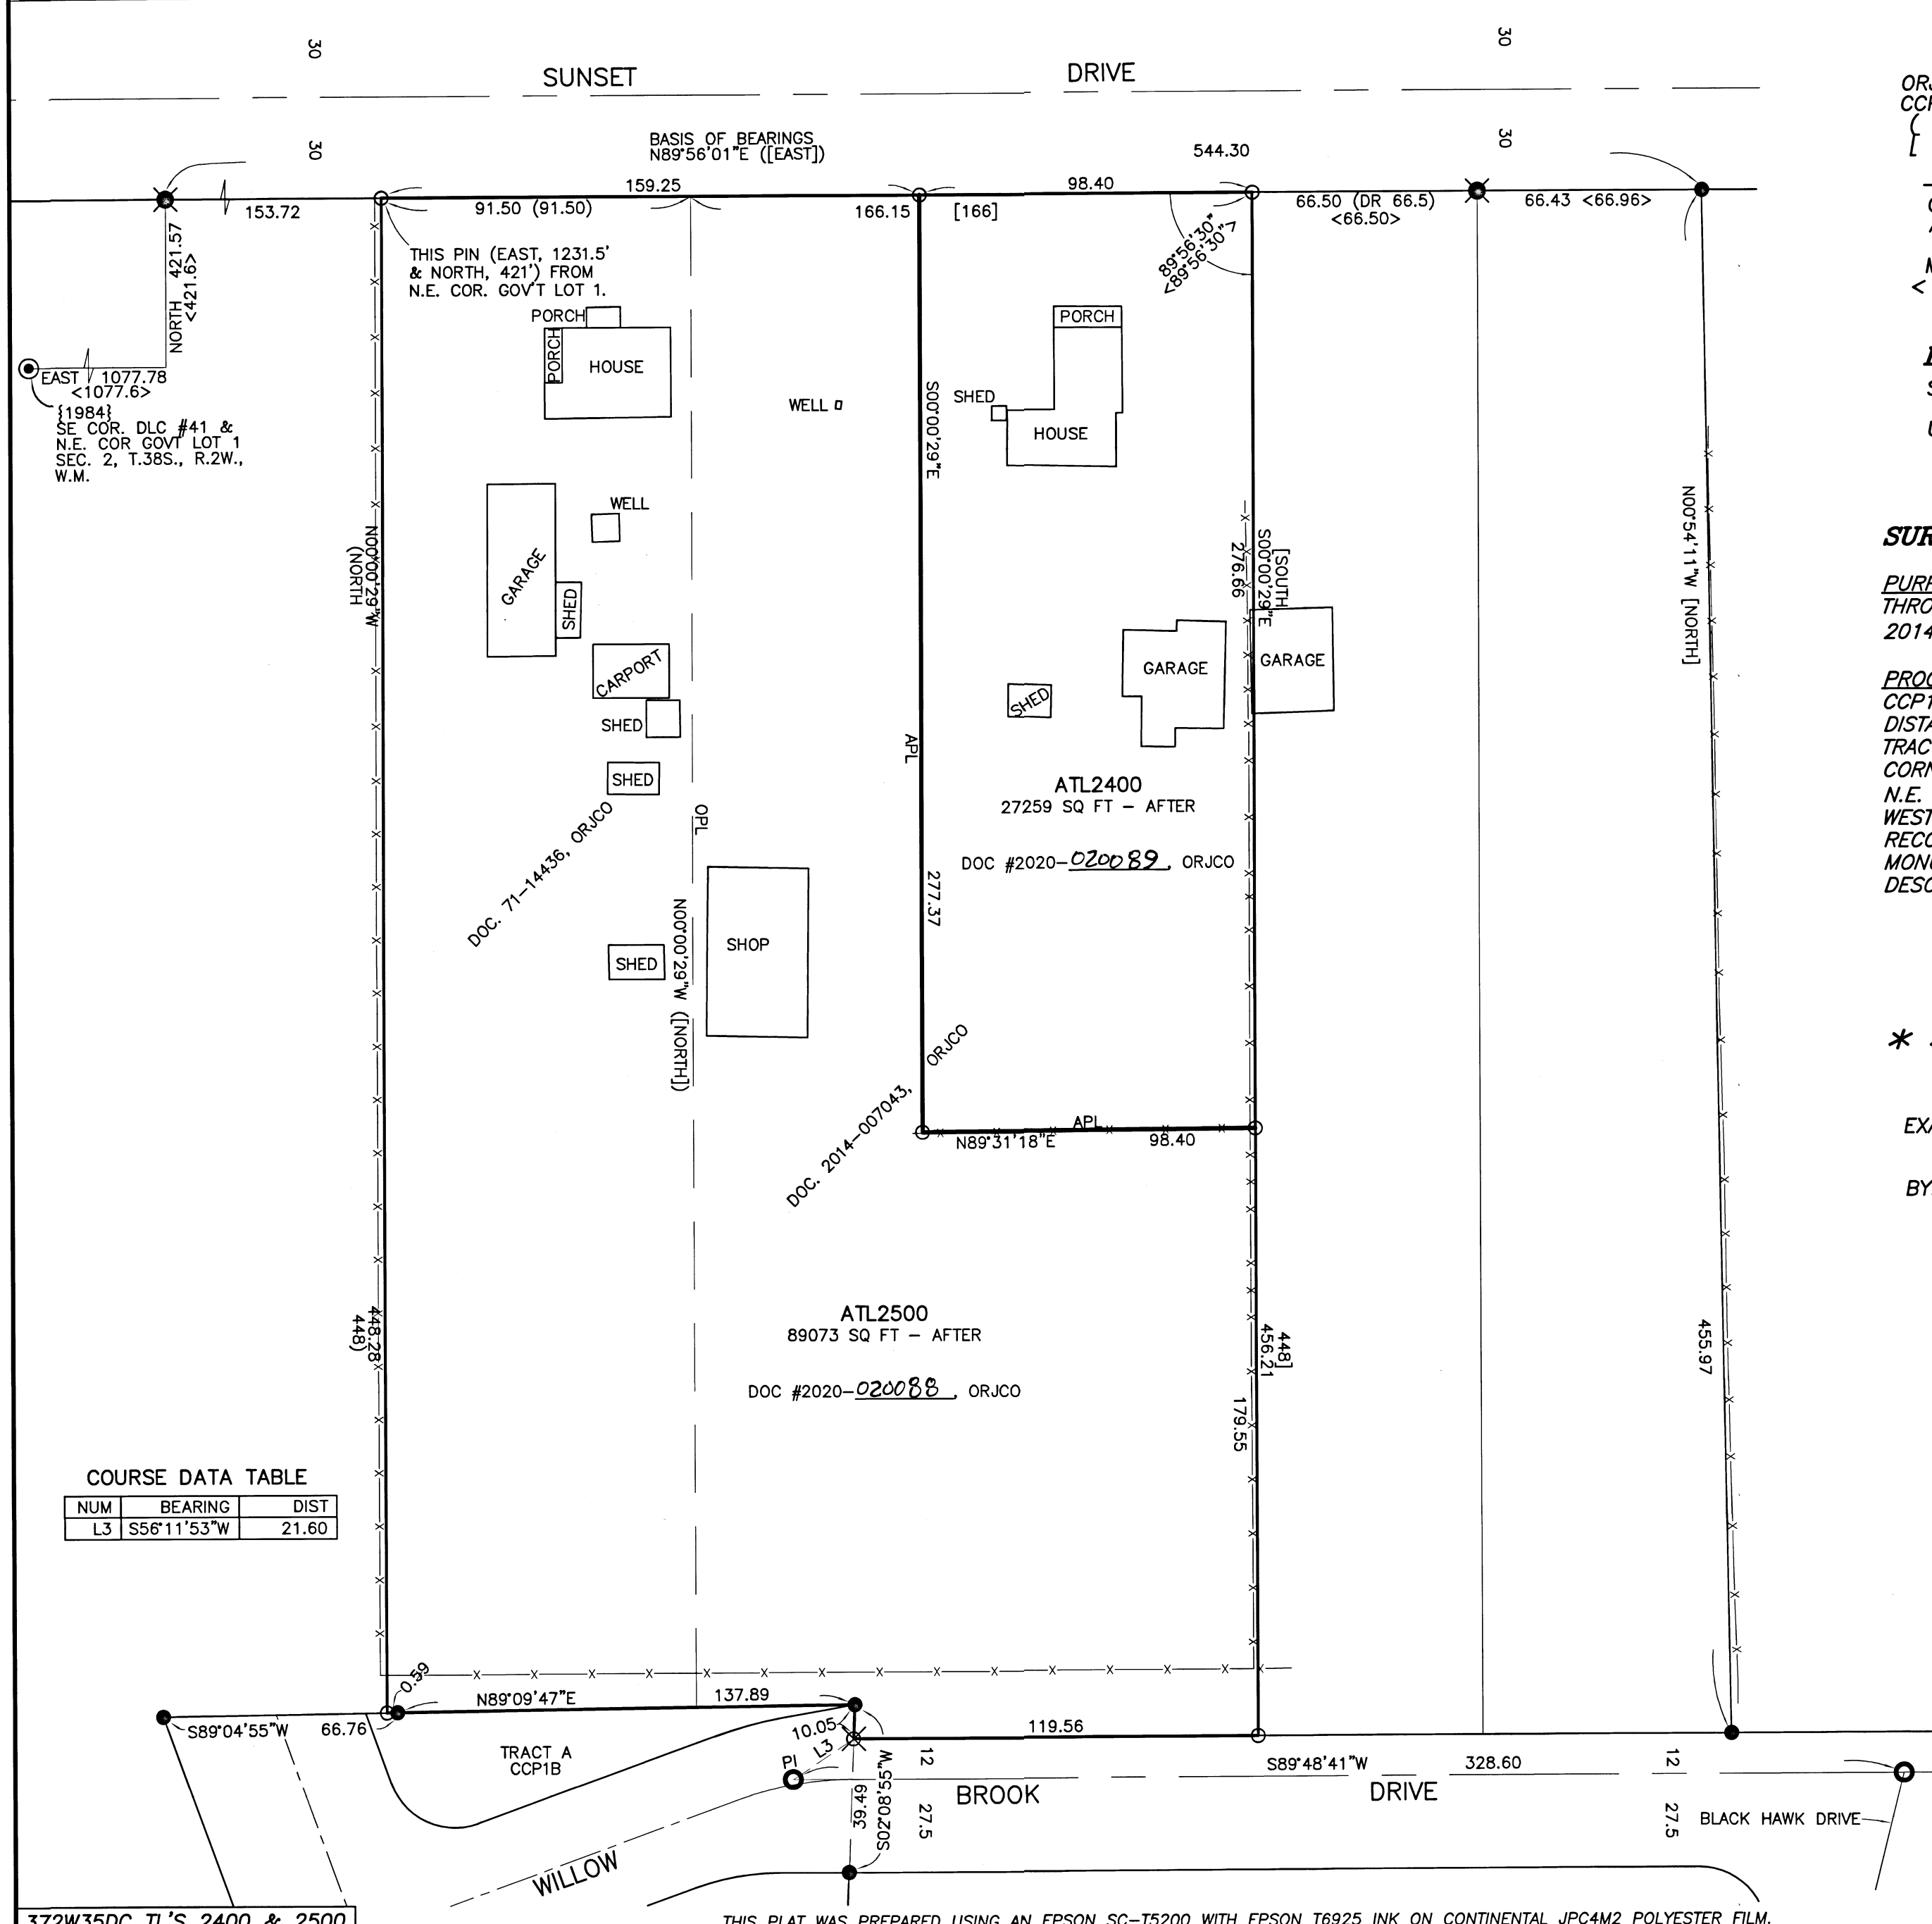 30
30
SUNSET DRIVE
BASIS OF BEARINGS
N89°56'01"E ([EAST])
30
30
544.30
159.25
98.40
153.72
91.50 (91.50)
166.15
[166]
66.50 (DR 66.5)
<66.50>
66.43 <66.96>
NORTH 421.57
<421.6>
THIS PIN (EAST, 1231.5'
& NORTH, 421') FROM
N.E. COR. GOV'T LOT 1.
89°56'30"
<89°56'30">
EAST 1077.78
<1077.6>
{1984}
SE COR. DLC #41 &
N.E. COR GOVT LOT 1
SEC. 2, T.38S., R.2W.,
W.M.
PORCH
PORCH
HOUSE
WELL
S00°00'29"E
PORCH
SHED
HOUSE
WELL
GARAGE
SHED
CARPORT
SHED
SHED
N00°00'29"W
(NORTH
276.66
S00°00'29"E
[SOUTH
N00°54'11"W [NORTH]
GARAGE
GARAGE
SHED
APL
ATL2400
27259 SQ FT – AFTER
DOC #2020-020089, ORJCO
OPL
DOC. 71-14436, ORJCO
277.37
SHOP
SHED
N00°00'29"W ([NORTH])
DOC. 2014-007043, ORJCO
APL
N89°31'18"E 98.40
ATL2500
89073 SQ FT – AFTER
DOC #2020-020088, ORJCO
448.28
448)
448]
456.21
179.55
455.97
COURSE DATA TABLE
NUM BEARING DIST
L3 S56°11'53"W 21.60
0.59
N89°09'47"E 137.89
S89°04'55"W 66.76
10.05
119.56
TRACT A
CCP1B
PI
L3
39.49
S02°08'55"W
12
27.5
S89°48'41"W 328.60
12
27.5
WILLOW BROOK DRIVE
BLACK HAWK DRIVE
372W35DC TL'S 2400 & 2500
THIS PLAT WAS PREPARED USING AN EPSON SC-T5200 WITH EPSON T6925 INK ON CONTINENTAL JPC4M2 POLYESTER FILM.
THRO
2014
CCP1
N.E.
WEST
BY